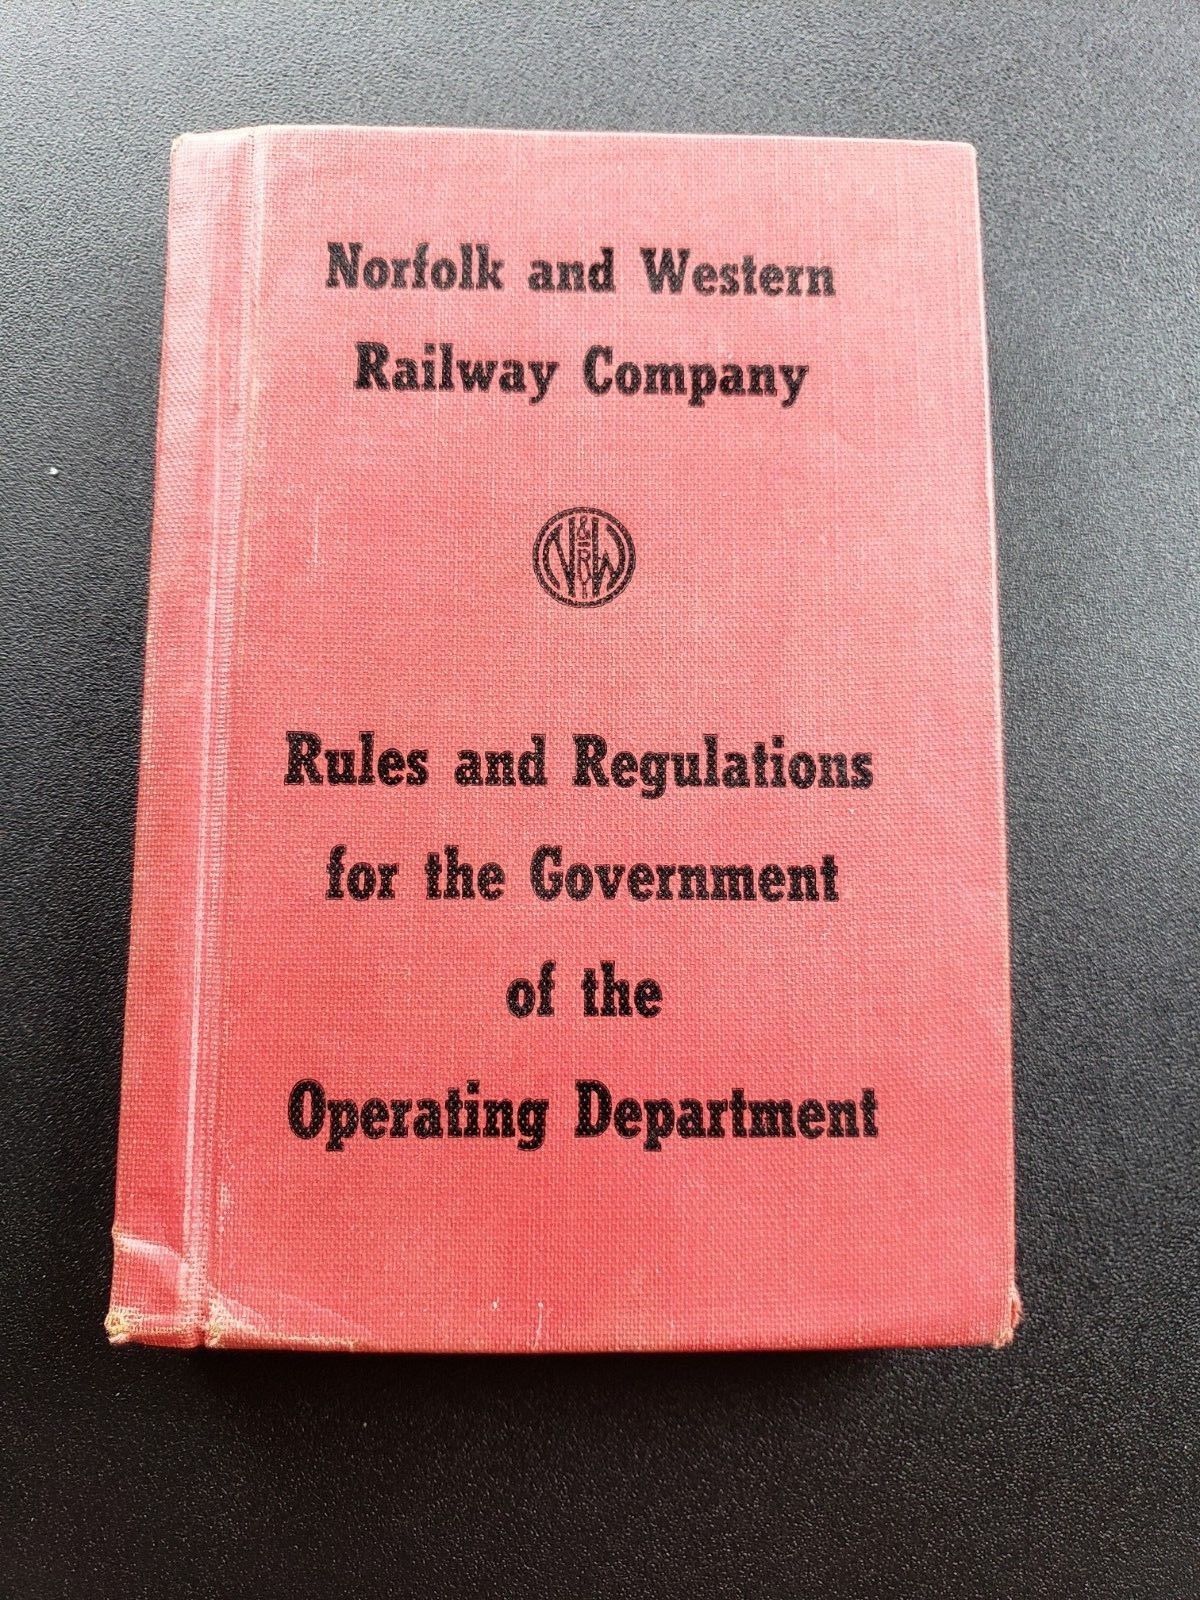 Norfolk and Western
Railway Company
N&W
RY
Rules and Regulations
for the Government
of the
Operating Department